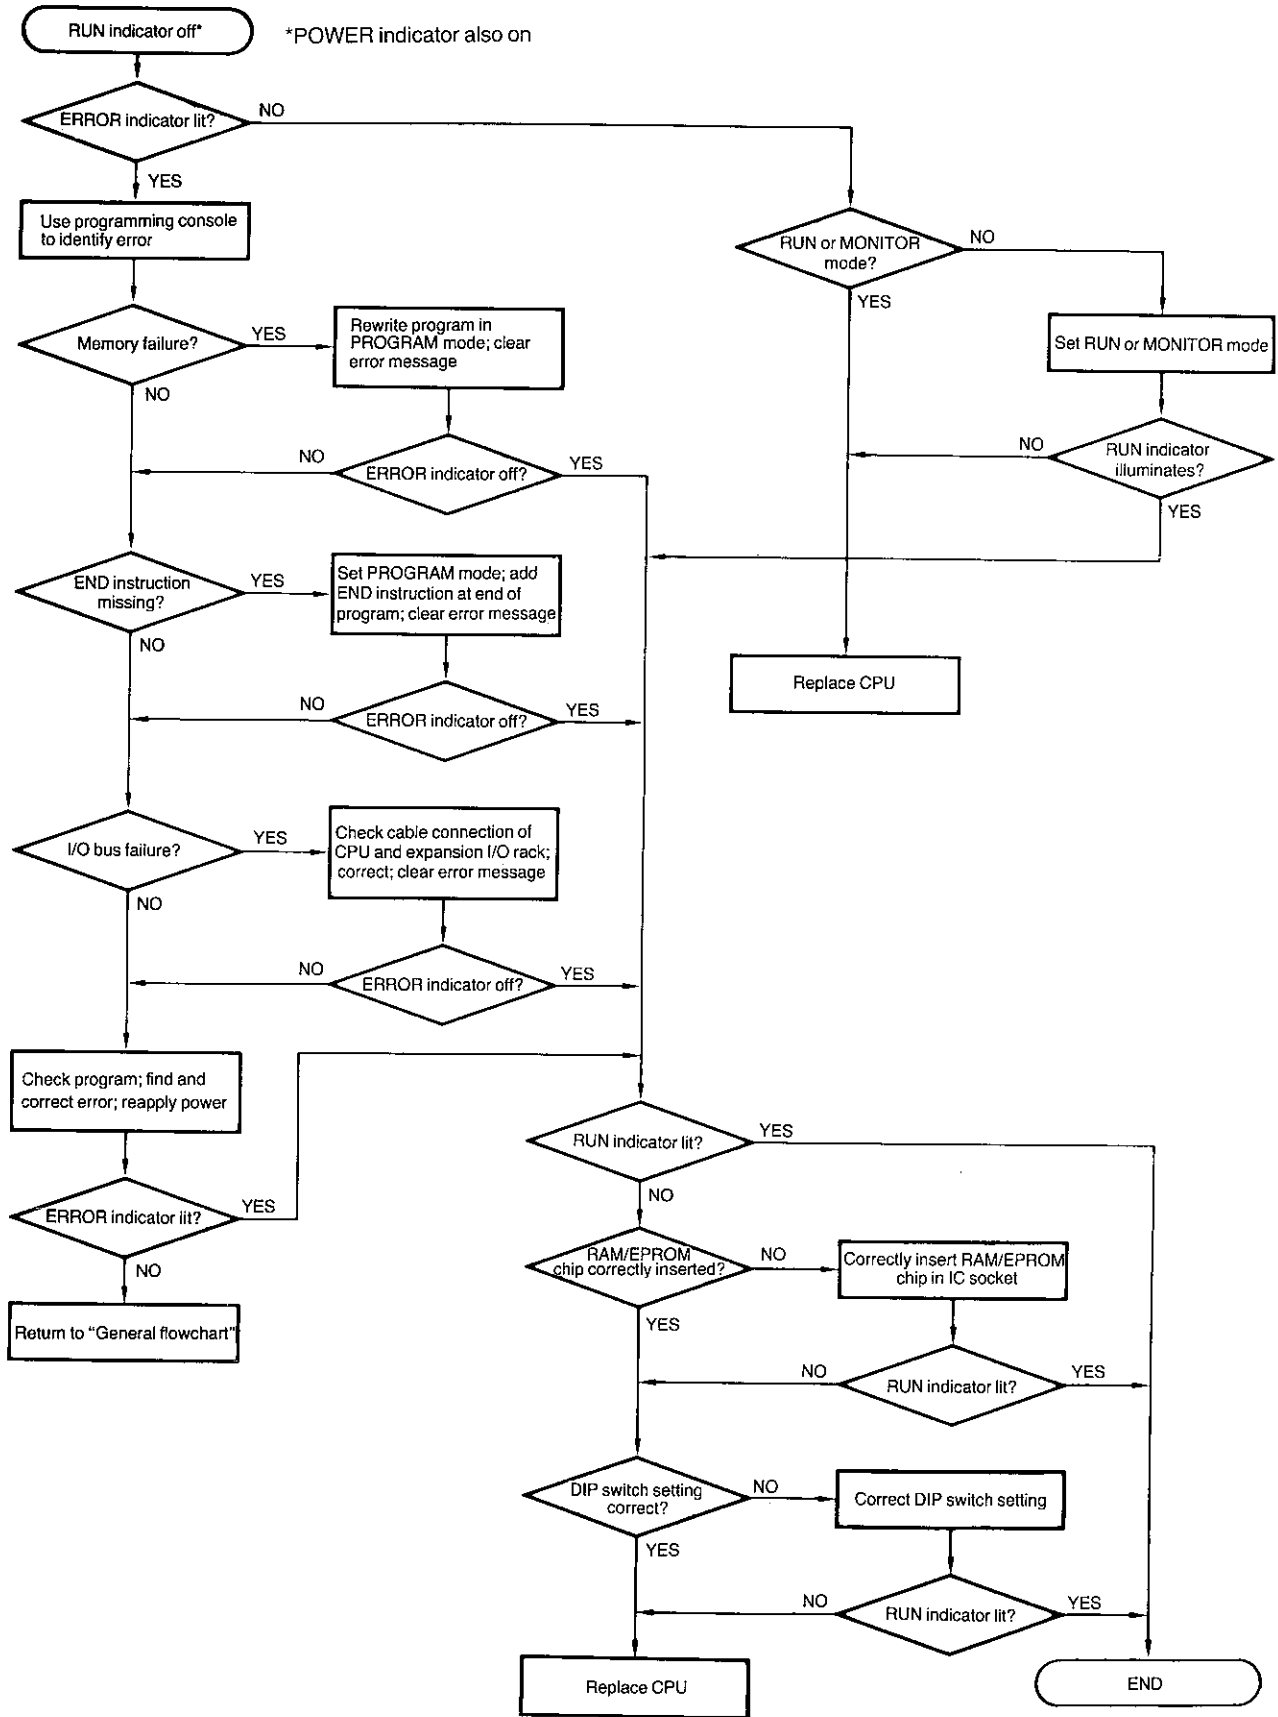 RUN indicator off*
*POWER indicator also on
ERROR indicator lit?
NO
YES
Use programming console
to identify error
RUN or MONITOR
mode?
NO
YES
Set RUN or MONITOR mode
RUN indicator
illuminates?
NO
YES
Memory failure?
YES
NO
Rewrite program in
PROGRAM mode; clear
error message
ERROR indicator off?
NO
YES
END instruction
missing?
YES
NO
Set PROGRAM mode; add
END instruction at end of
program; clear error message
ERROR indicator off?
NO
YES
Replace CPU
I/O bus failure?
YES
NO
Check cable connection of
CPU and expansion I/O rack;
correct; clear error message
ERROR indicator off?
NO
YES
Check program; find and
correct error; reapply power
ERROR indicator lit?
YES
NO
Return to "General flowchart"
RUN indicator lit?
YES
NO
RAM/EPROM
chip correctly inserted?
NO
YES
Correctly insert RAM/EPROM
chip in IC socket
RUN indicator lit?
NO
YES
DIP switch setting
correct?
NO
YES
Correct DIP switch setting
RUN indicator lit?
NO
YES
Replace CPU
END